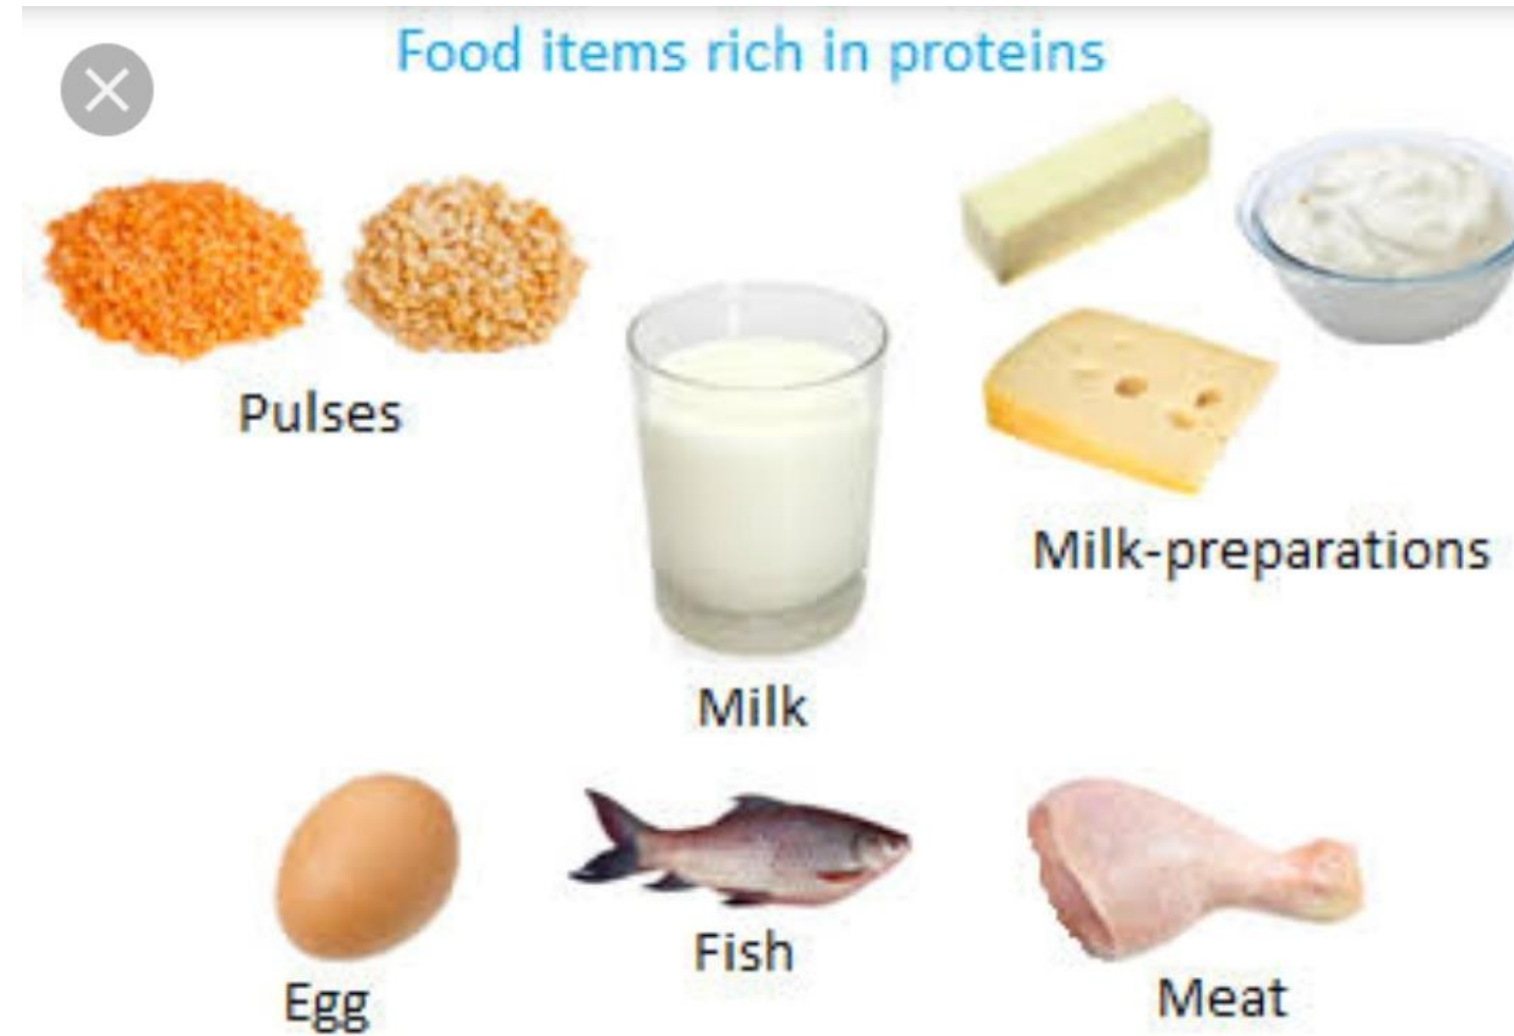 Food items rich in proteins
Pulses
Milk-preparations
Milk
Egg
Fish
Meat